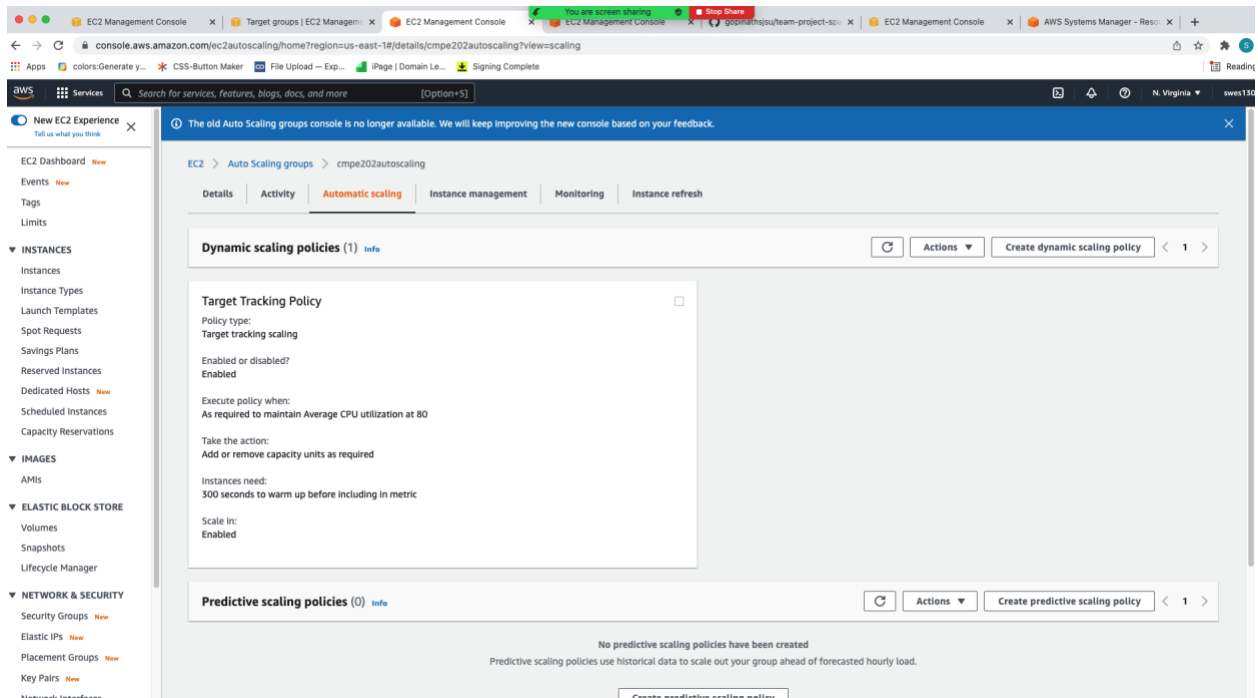 You are screen sharing
Stop Share
EC2 Management Console
Target groups | EC2 Managem
EC2 Management Console
EC2 Management Console
gopinathsjsu/team-project-spa
EC2 Management Console
AWS Systems Manager - Reso
console.aws.amazon.com/ec2autoscaling/home?region=us-east-1#/details/cmpe202autoscaling?view=scaling
S
Apps
colors:Generate y...
CSS-Button Maker
File Upload — Exp...
iPage | Domain Le...
Signing Complete
Reading
aws
Services
Search for services, features, blogs, docs, and more
[Option+S]
N. Virginia
swes130
New EC2 Experience
Tell us what you think
The old Auto Scaling groups console is no longer available. We will keep improving the new console based on your feedback.
EC2 Dashboard New
Events New
Tags
Limits
INSTANCES
Instances
Instance Types
Launch Templates
Spot Requests
Savings Plans
Reserved Instances
Dedicated Hosts New
Scheduled Instances
Capacity Reservations
IMAGES
AMIs
ELASTIC BLOCK STORE
Volumes
Snapshots
Lifecycle Manager
NETWORK & SECURITY
Security Groups New
Elastic IPs New
Placement Groups New
Key Pairs New
Network Interfaces
EC2 > Auto Scaling groups > cmpe202autoscaling
Details
Activity
Automatic scaling
Instance management
Monitoring
Instance refresh
Dynamic scaling policies (1) Info
Actions
Create dynamic scaling policy
1
Target Tracking Policy
Policy type:
Target tracking scaling
Enabled or disabled?
Enabled
Execute policy when:
As required to maintain Average CPU utilization at 80
Take the action:
Add or remove capacity units as required
Instances need:
300 seconds to warm up before including in metric
Scale in:
Enabled
Predictive scaling policies (0) Info
Actions
Create predictive scaling policy
1
No predictive scaling policies have been created
Predictive scaling policies use historical data to scale out your group ahead of forecasted hourly load.
Create predictive scaling policy